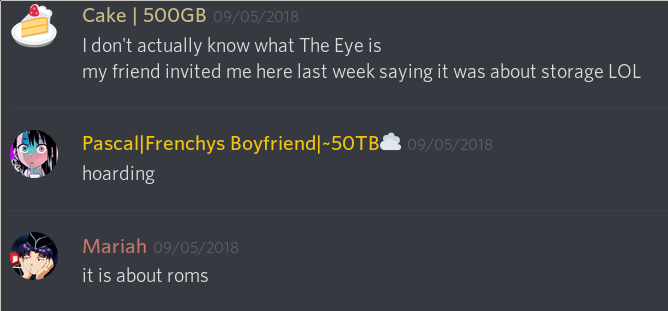 Cake | 500GB 09/05/2018
I don't actually know what The Eye is
my friend invited me here last week saying it was about storage LOL
Pascal|Frenchys Boyfriend|~50TB☁ 09/05/2018
hoarding
Mariah 09/05/2018
it is about roms